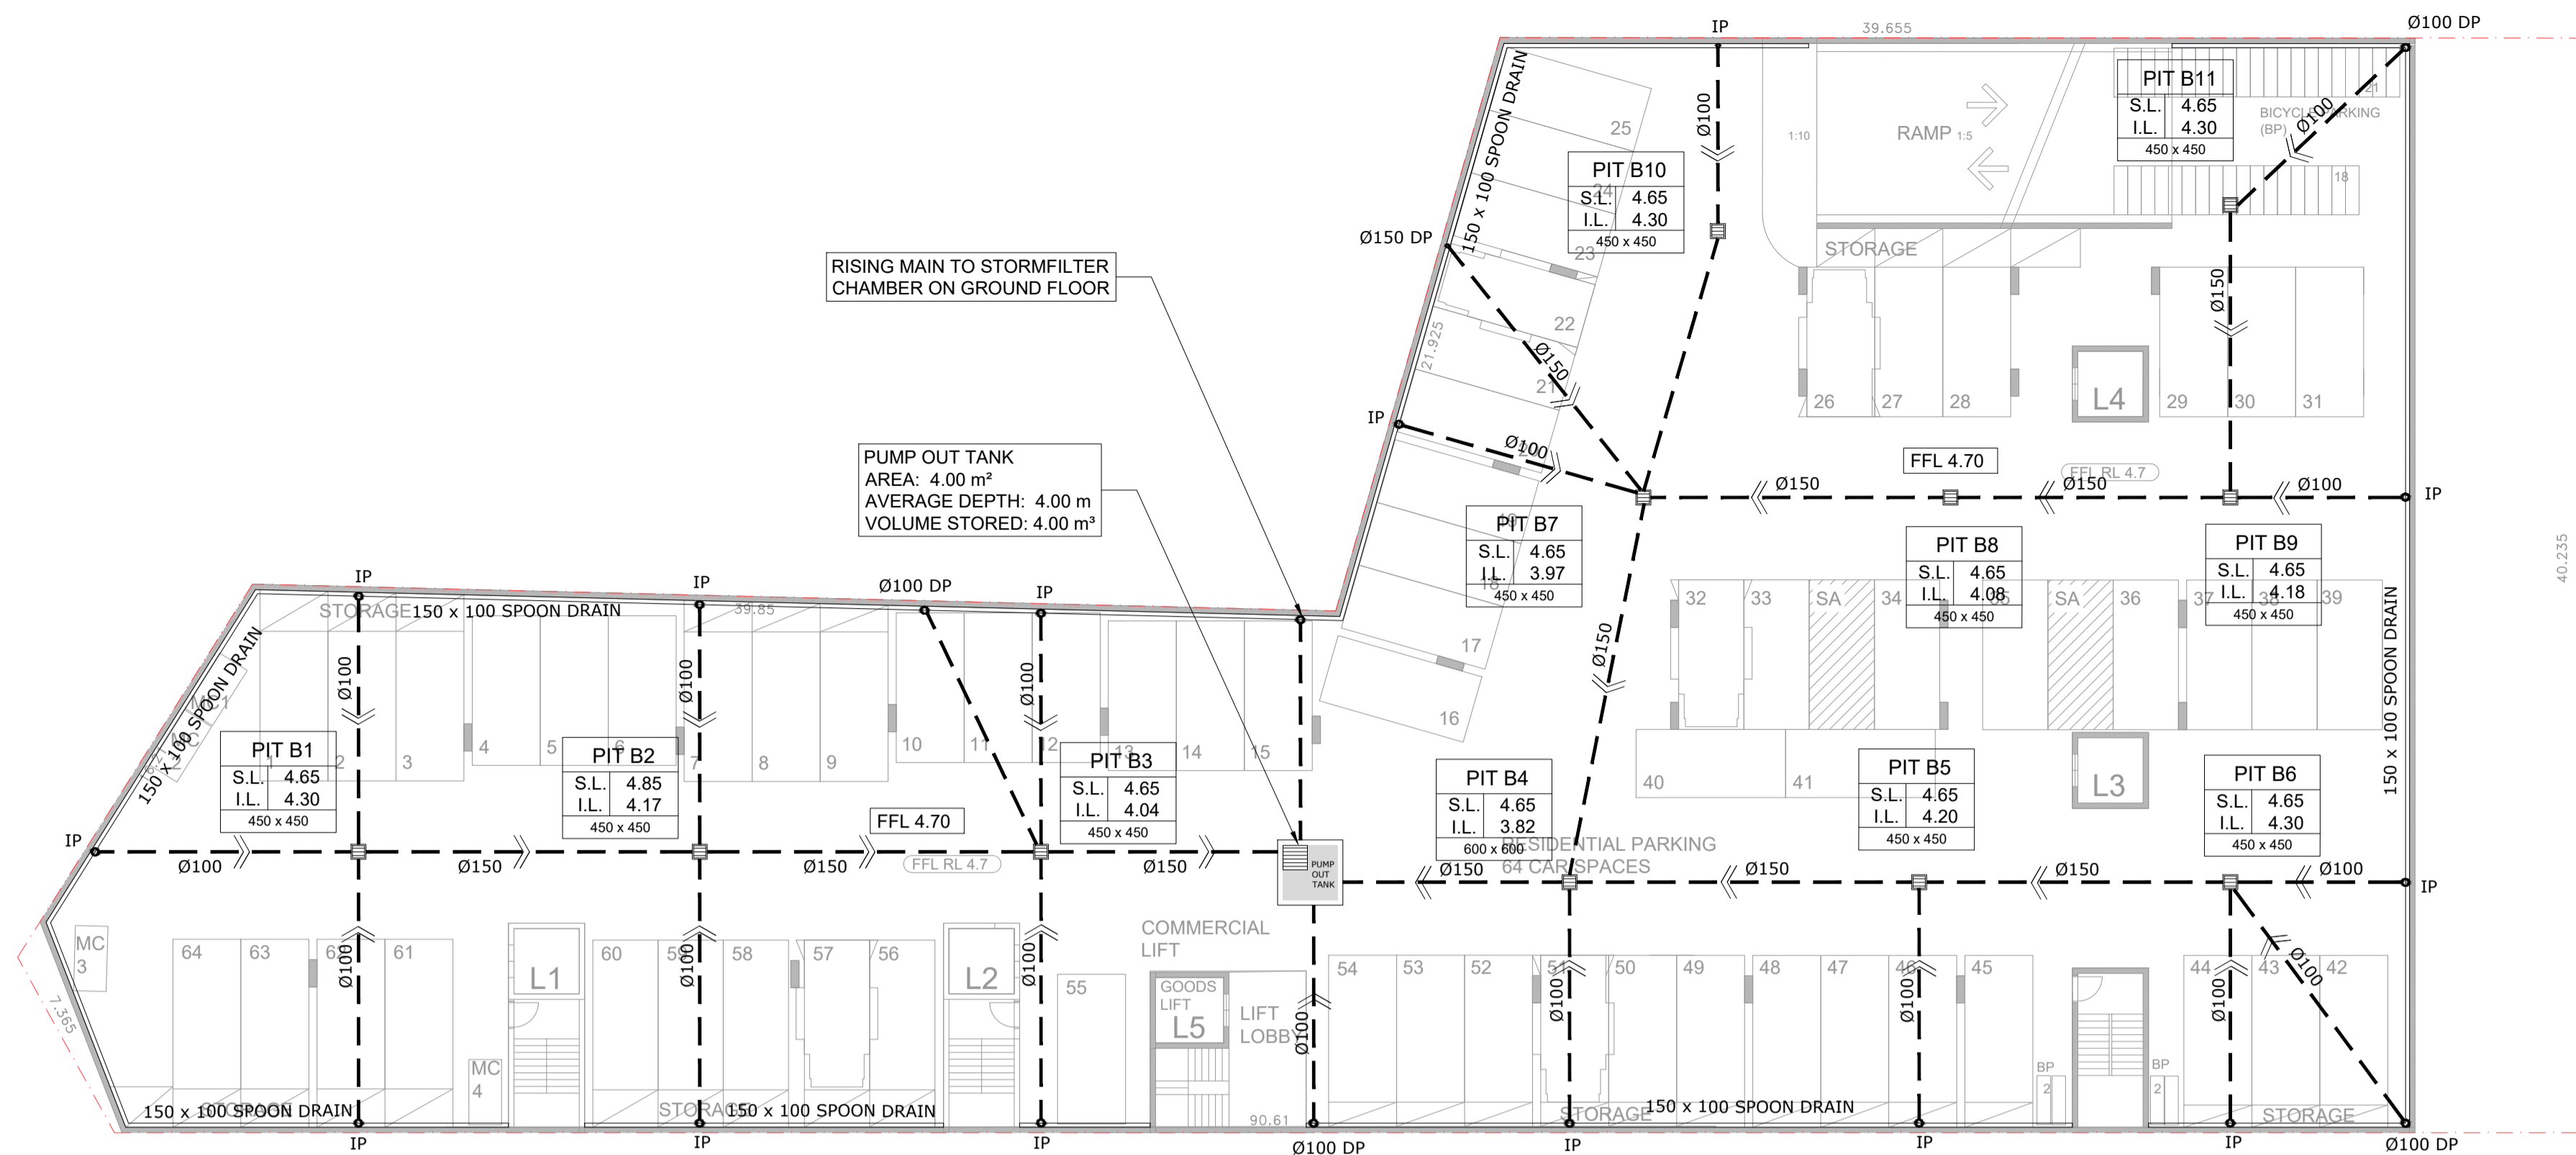 IP
39.655
Ø100 DP
150 x 100 SPOON DRAIN
25
Ø100
1:10
RAMP 1:5
PIT B11
S.L. 4.65
I.L. 4.30
450 x 450
21
BICYCLE PARKING
(BP)
Ø100
18
PIT B10
24
S.L. 4.65
I.L. 4.30
450 x 450
23
Ø150 DP
STORAGE
RISING MAIN TO STORMFILTER
CHAMBER ON GROUND FLOOR
22
21.925
Ø150
21
Ø150
26
27
28
L4
29
30
31
IP
Ø100
PUMP OUT TANK
AREA: 4.00 m²
AVERAGE DEPTH: 4.00 m
VOLUME STORED: 4.00 m³
FFL 4.70
FFL RL 4.7
Ø150
Ø150
Ø100
IP
PIT B7
19
S.L. 4.65
I.L. 3.97
18
450 x 450
PIT B8
S.L. 4.65
I.L. 4.08
450 x 450
PIT B9
S.L. 4.65
I.L. 4.18
450 x 450
40.235
IP
IP
Ø100 DP
IP
STORAGE
150 x 100 SPOON DRAIN
39.85
32
33
SA
34
35
SA
36
37
38
39
150 x 100 SPOON DRAIN
150 x 100 SPOON DRAIN
Ø100
Ø100
Ø100
Ø150
17
16
MC1
1
2
3
4
5
6
7
8
9
10
11
12
13
14
15
PIT B1
S.L. 4.65
I.L. 4.30
450 x 450
PIT B2
S.L. 4.85
I.L. 4.17
450 x 450
PIT B3
S.L. 4.65
I.L. 4.04
450 x 450
PIT B4
S.L. 4.65
I.L. 3.82
600 x 600
40
41
PIT B5
S.L. 4.65
I.L. 4.20
450 x 450
L3
PIT B6
S.L. 4.65
I.L. 4.30
450 x 450
FFL 4.70
FFL RL 4.7
IP
Ø100
Ø150
Ø150
Ø150
PUMP
OUT
TANK
RESIDENTIAL PARKING
64 CAR SPACES
Ø150
Ø150
Ø150
Ø100
IP
MC
3
7.365
64
63
62
61
Ø100
L1
60
59
58
57
56
Ø100
L2
Ø100
COMMERCIAL
LIFT
55
GOODS
LIFT
L5
LIFT
LOBBY
Ø100
54
53
52
51
50
49
48
47
46
45
Ø100
Ø100
44
43
42
Ø100
Ø100
MC
4
BP
2
BP
2
STORAGE
150 x 100 SPOON DRAIN
STORAGE
150 x 100 SPOON DRAIN
90.61
STORAGE
150 x 100 SPOON DRAIN
STORAGE
IP
IP
IP
Ø100 DP
IP
IP
IP
Ø100 DP